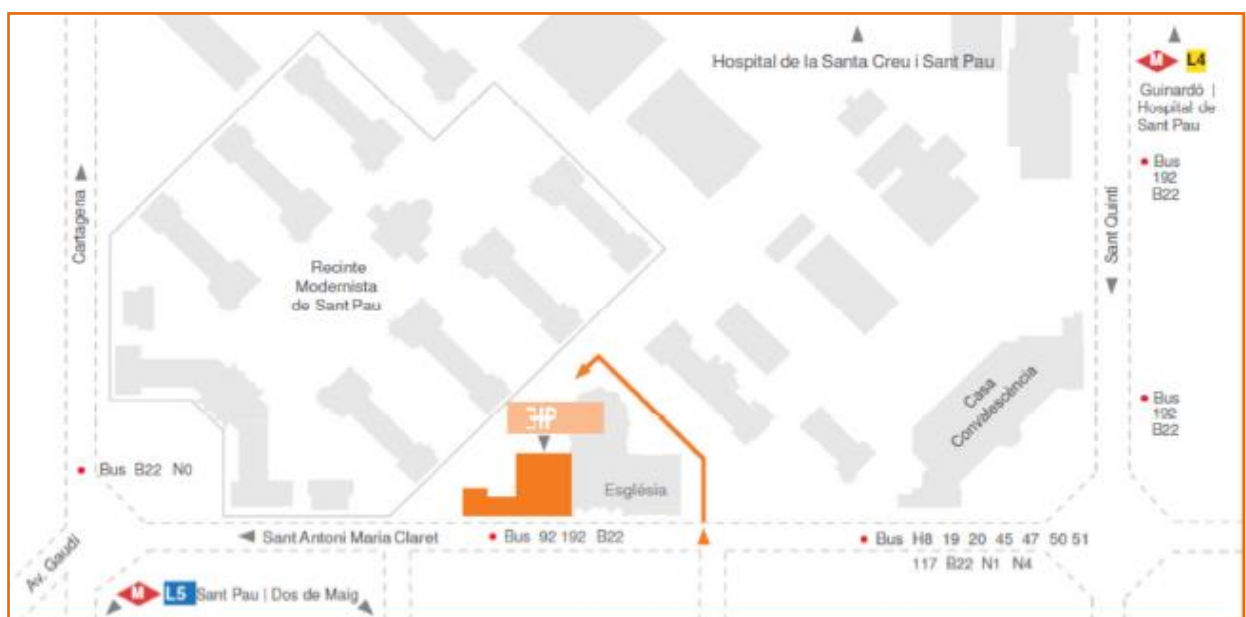 Hospital de la Santa Creu i Sant Pau
M L4
Guinardó |
Hospital de
Sant Pau
Bus
192
B22
Cartagena
Sant Quintí
Recinte
Modernista
de Sant Pau
Casa
Convalescència
Bus
192
B22
Bus B22 N0
Església
Sant Antoni Maria Claret
Bus 92 192 B22
Bus H8 19 20 45 47 50 51
117 B22 N1 N4
Av. Gaudí
M L5 Sant Pau | Dos de Maig